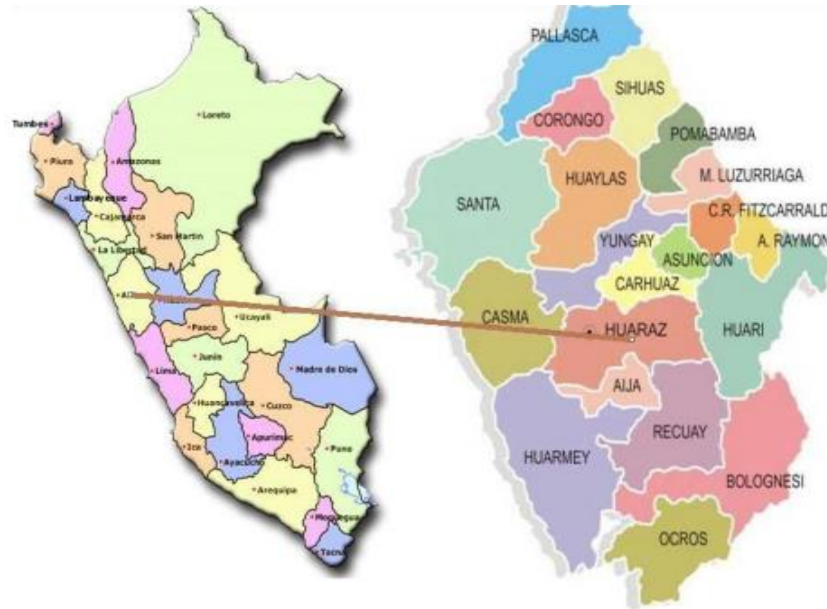 Tumbes
Piura
Lambayeque
Cajamarca
Amazonas
Loreto
San Martin
La Libertad
Ucayali
Pasco
Junin
Lima
Madre de Dios
Huancavelica
Cuzco
Apurimac
Ica
Ayacucho
Puno
Arequipa
Moquegua
Tacna
PALLASCA
SIHUAS
CORONGO
POMABAMBA
HUAYLAS
M. LUZURRIAGA
SANTA
C.R. FITZCARRALD
YUNGAY
A. RAYMON
ASUNCION
CARHUAZ
CASMA
HUARAZ
HUARI
AIJA
RECUAY
HUARMEY
BOLOGNESI
OCROS